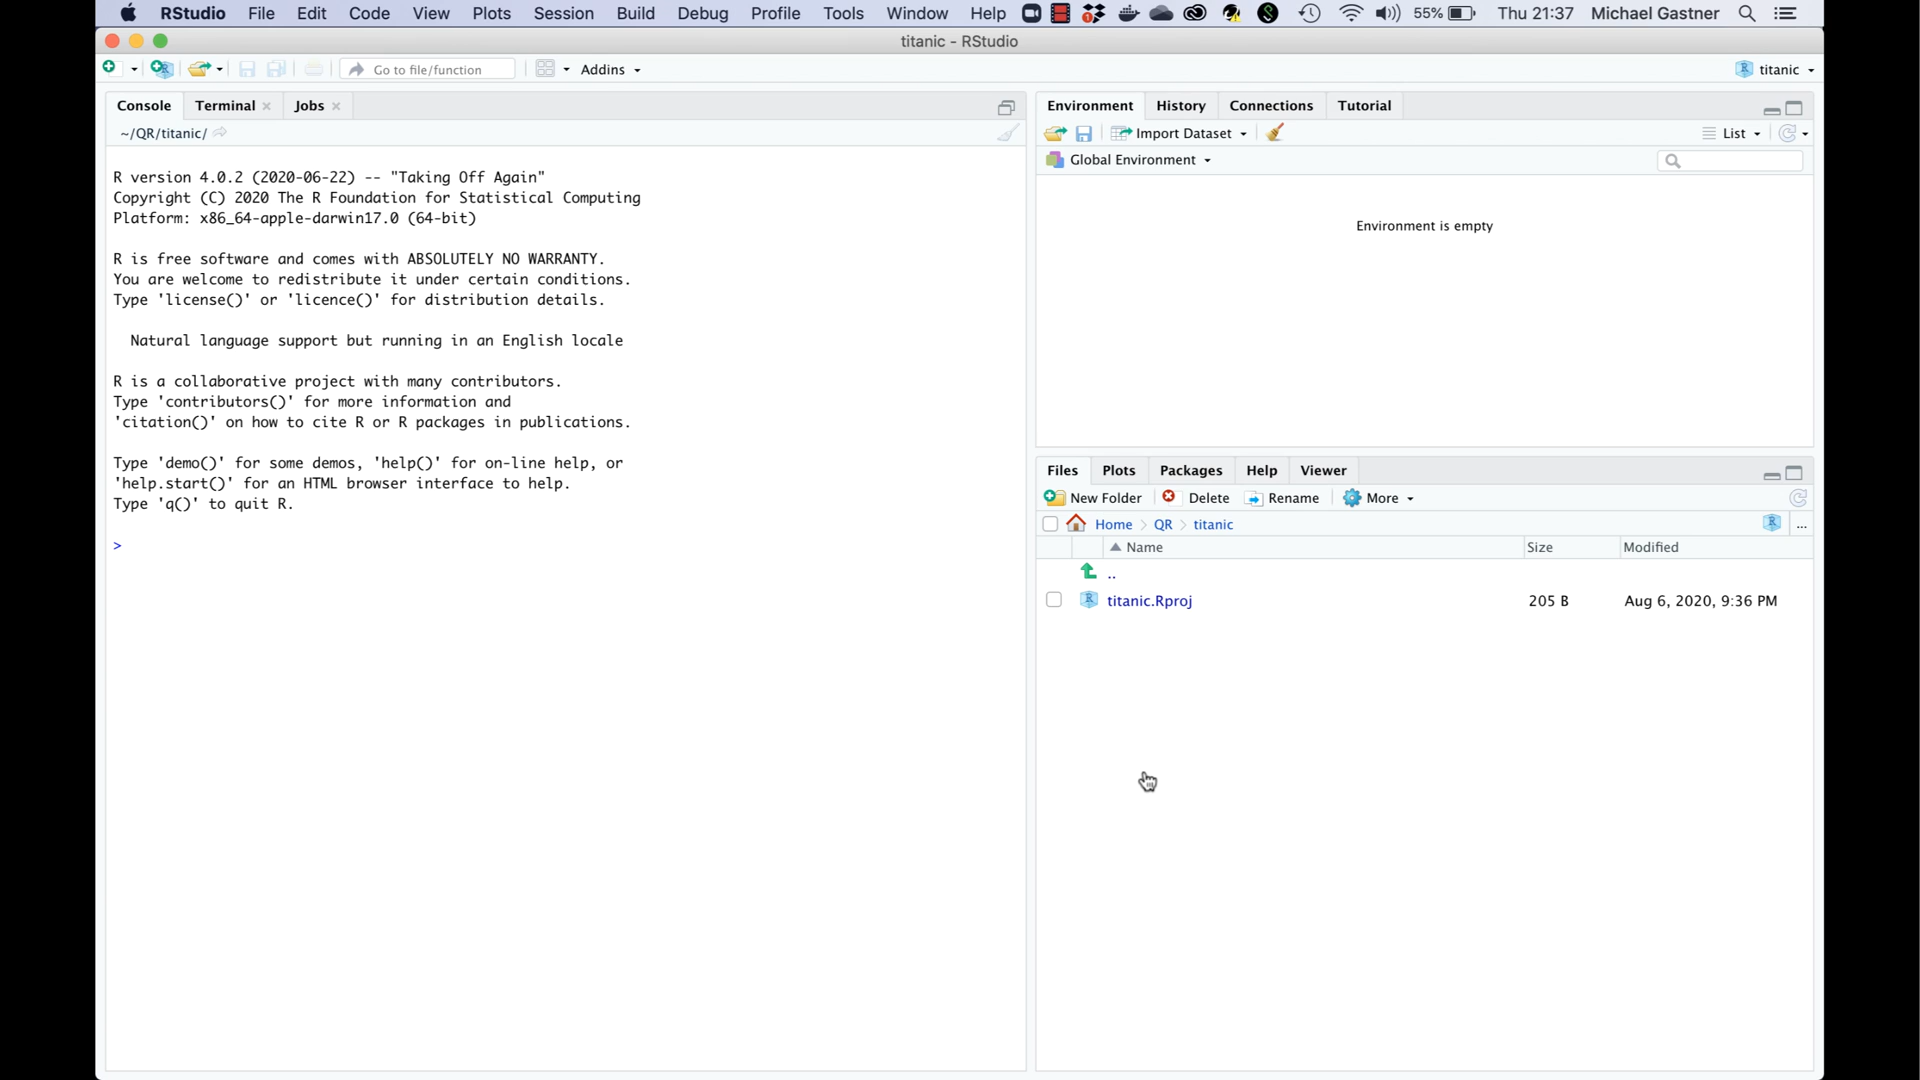 RStudio File Edit Code View Plots Session Build Debug Profile Tools Window Help 55% Thu 21:37 Michael Gastner
titanic - RStudio
Go to file/function Addins titanic
Console Terminal Jobs
~/QR/titanic/
R version 4.0.2 (2020-06-22) -- "Taking Off Again"
Copyright (C) 2020 The R Foundation for Statistical Computing
Platform: x86_64-apple-darwin17.0 (64-bit)
R is free software and comes with ABSOLUTELY NO WARRANTY.
You are welcome to redistribute it under certain conditions.
Type 'license()' or 'licence()' for distribution details.
Natural language support but running in an English locale
R is a collaborative project with many contributors.
Type 'contributors()' for more information and
'citation()' on how to cite R or R packages in publications.
Type 'demo()' for some demos, 'help()' for on-line help, or
'help.start()' for an HTML browser interface to help.
Type 'q()' to quit R.
>
Environment History Connections Tutorial
Import Dataset List
Global Environment
Environment is empty
Files Plots Packages Help Viewer
New Folder Delete Rename More
Home QR titanic ...
Name Size Modified
..
titanic.Rproj 205 B Aug 6, 2020, 9:36 PM